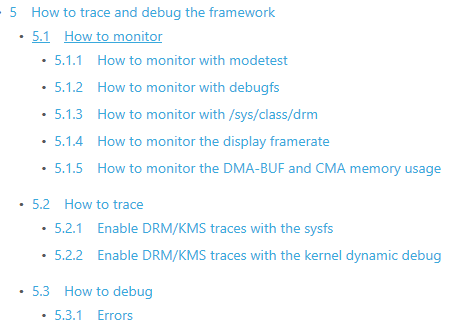 5 How to trace and debug the framework
5.1 How to monitor
5.1.1 How to monitor with modetest
5.1.2 How to monitor with debugfs
5.1.3 How to monitor with /sys/class/drm
5.1.4 How to monitor the display framerate
5.1.5 How to monitor the DMA-BUF and CMA memory usage
5.2 How to trace
5.2.1 Enable DRM/KMS traces with the sysfs
5.2.2 Enable DRM/KMS traces with the kernel dynamic debug
5.3 How to debug
5.3.1 Errors